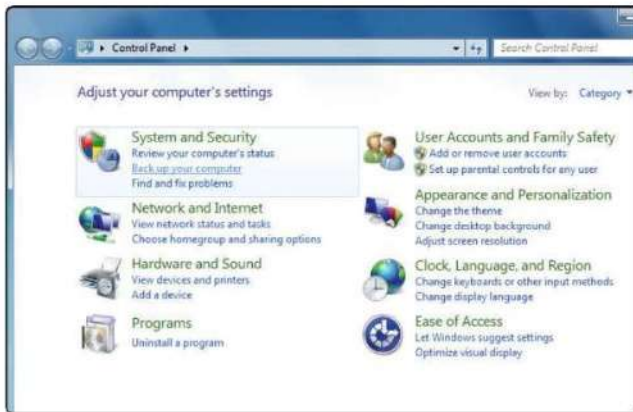 Control Panel
Search Control Panel
Adjust your computer's settings
View by: Category
System and Security
Review your computer's status
Back up your computer
Find and fix problems
Network and Internet
View network status and tasks
Choose homegroup and sharing options
Hardware and Sound
View devices and printers
Add a device
Programs
Uninstall a program
User Accounts and Family Safety
Add or remove user accounts
Set up parental controls for any user
Appearance and Personalization
Change the theme
Change desktop background
Adjust screen resolution
Clock, Language, and Region
Change keyboards or other input methods
Change display language
Ease of Access
Let Windows suggest settings
Optimize visual display